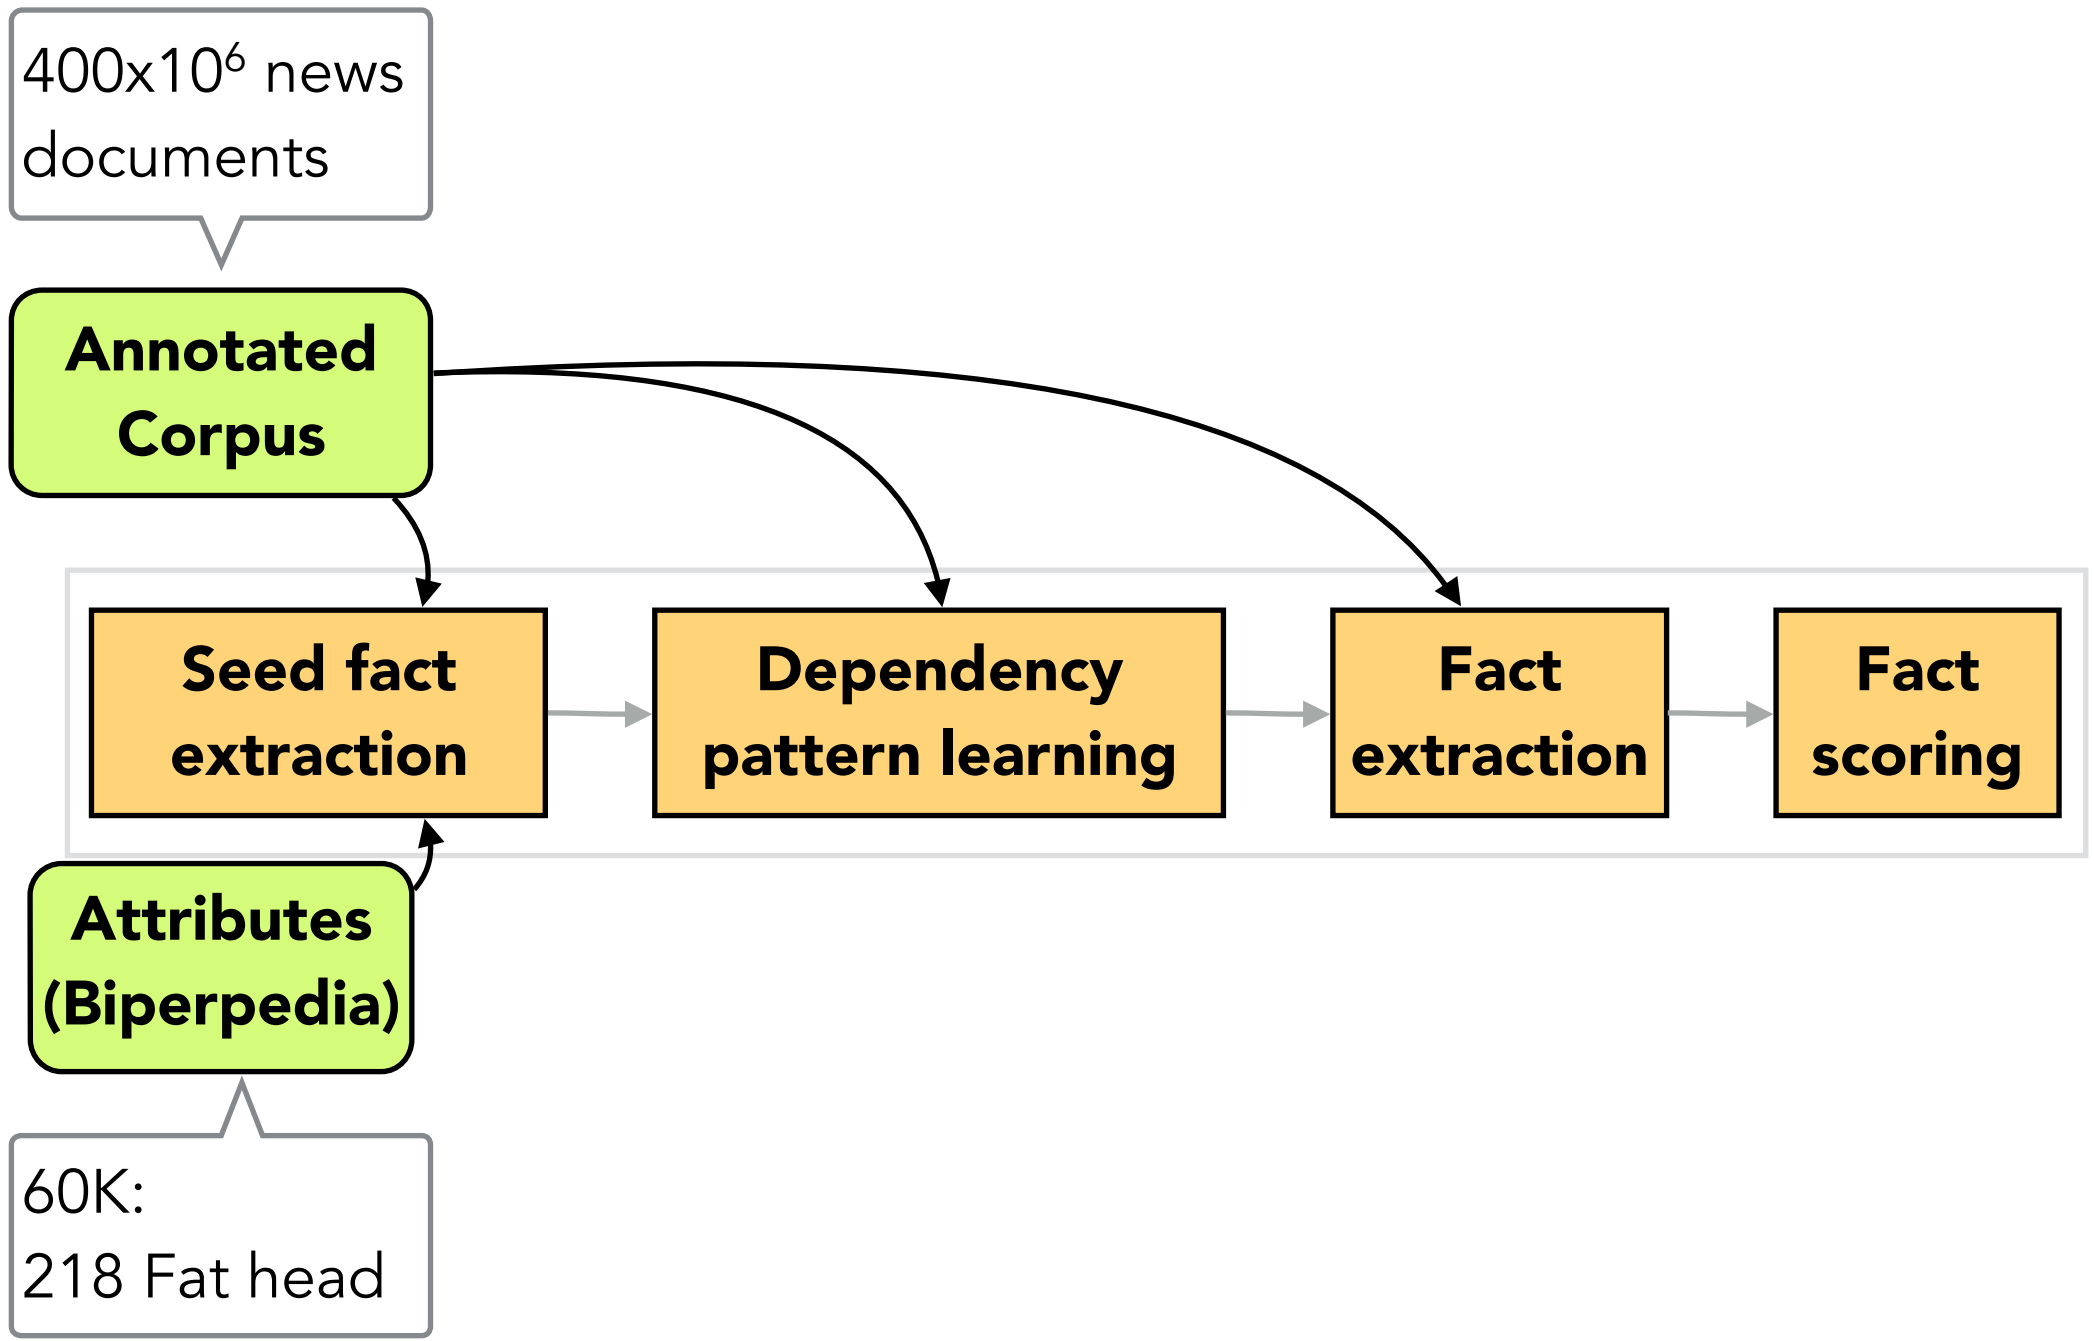 400x10⁶ news
documents
Annotated
Corpus
Seed fact
extraction
Dependency
pattern learning
Fact
extraction
Fact
scoring
Attributes
(Biperpedia)
60K:
218 Fat head